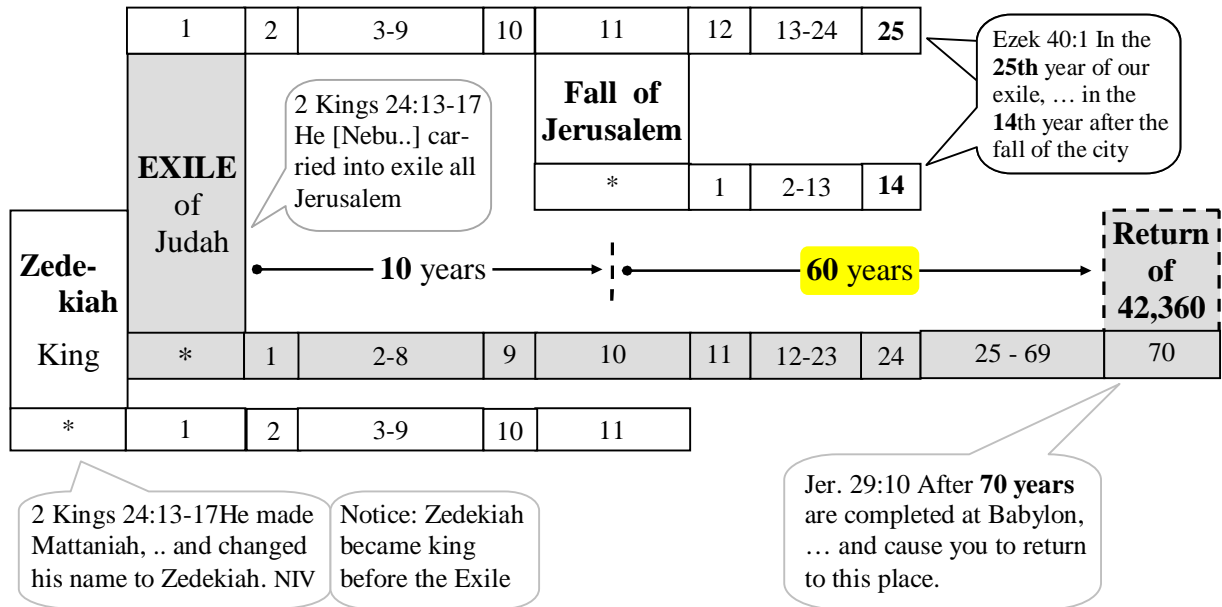 1 2 3-9 10 11 12 13-24 25
Ezek 40:1 In the
25th year of our
exile, … in the
14th year after the
fall of the city
2 Kings 24:13-17
He [Nebu..] car-
ried into exile all
Jerusalem
Fall of
Jerusalem
EXILE
of
Judah
* 1 2-13 14
Zede-
kiah
King
10 years
60 years
Return
of
42,360
* 1 2-8 9 10 11 12-23 24 25 - 69 70
* 1 2 3-9 10 11
2 Kings 24:13-17He made
Mattaniah, .. and changed
his name to Zedekiah. NIV
Notice: Zedekiah
became king
before the Exile
Jer. 29:10 After 70 years
are completed at Babylon,
… and cause you to return
to this place.